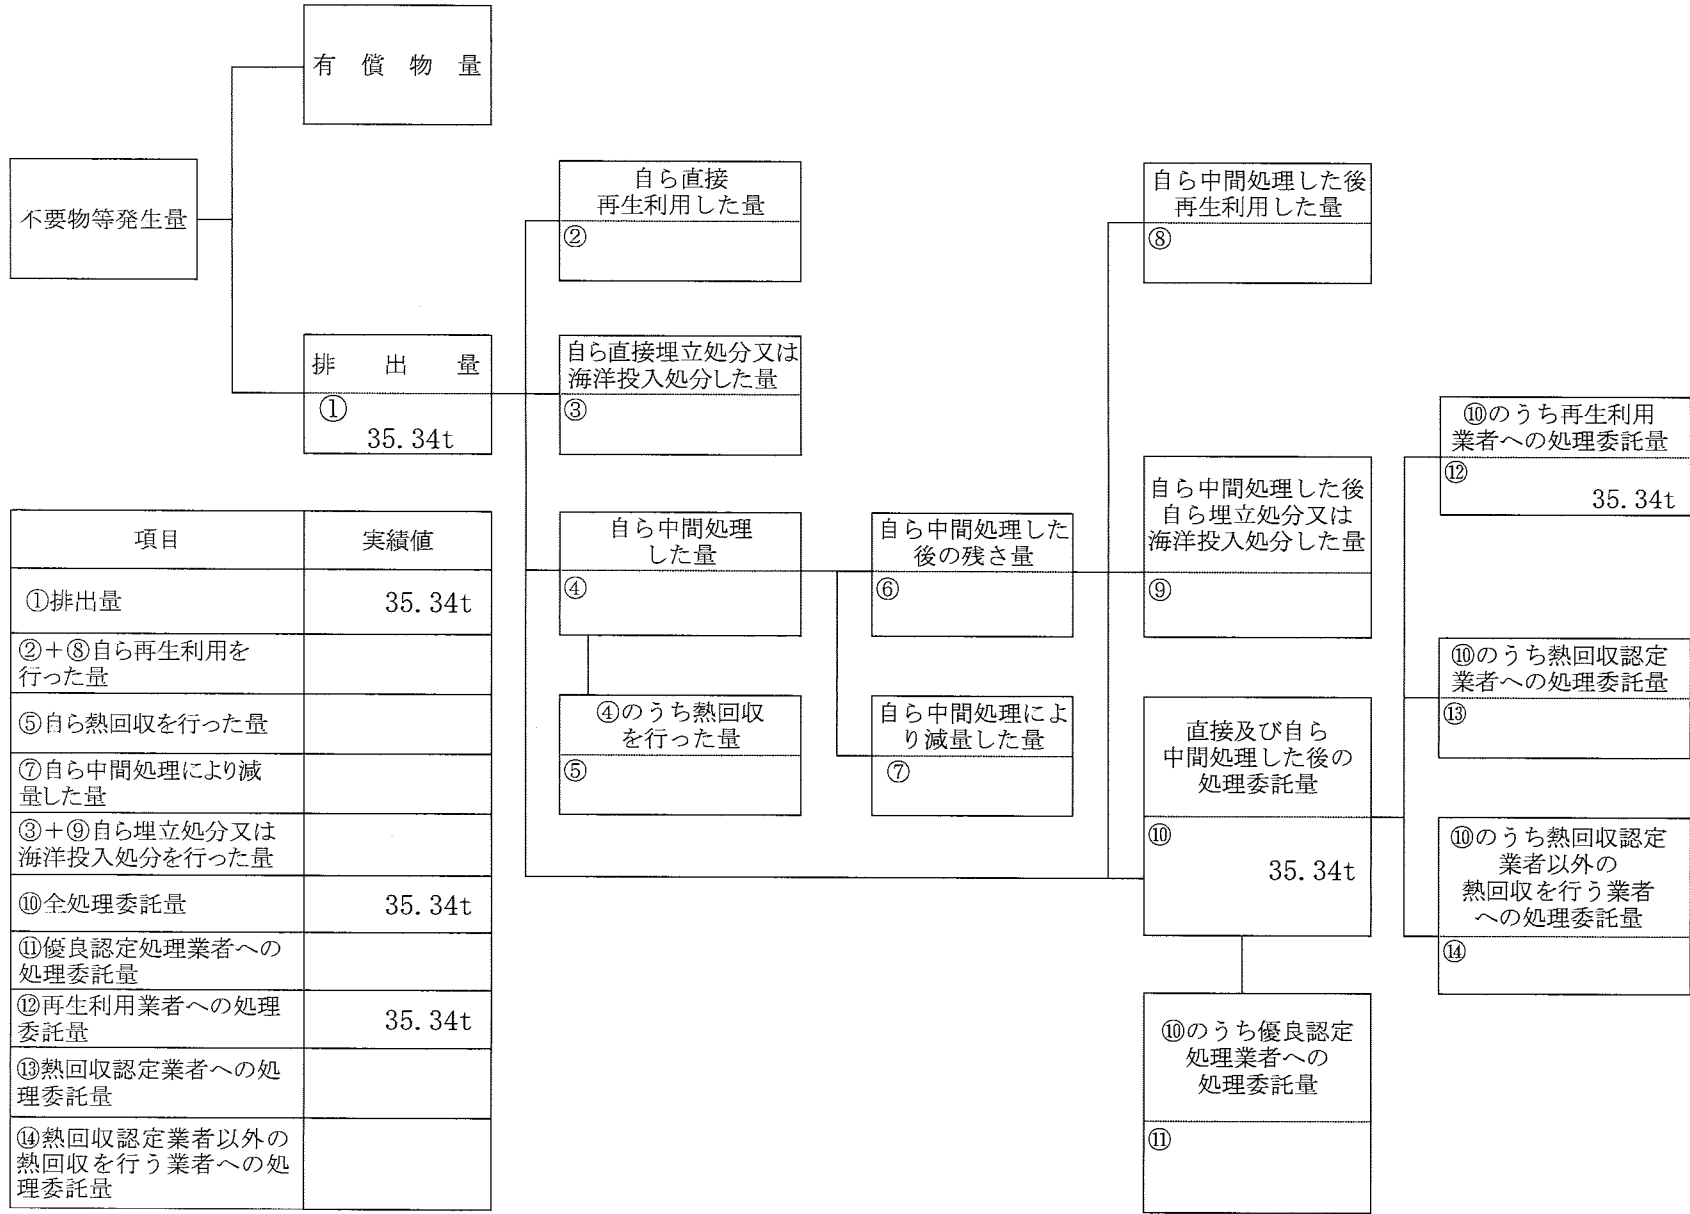 有償物量
不要物等発生量
排出量
①
35.34t
自ら直接
再生利用した量
②
自ら直接埋立処分又は
海洋投入処分した量
③
自ら中間処理
した量
④
④のうち熱回収
を行った量
⑤
自ら中間処理した
後の残さ量
⑥
自ら中間処理によ
り減量した量
⑦
自ら中間処理した後
再生利用した量
⑧
自ら中間処理した後
自ら埋立処分又は
海洋投入処分した量
⑨
直接及び自ら
中間処理した後の
処理委託量
⑩
35.34t
⑩のうち優良認定
処理業者への
処理委託量
⑪
⑩のうち再生利用
業者への処理委託量
⑫
35.34t
⑩のうち熱回収認定
業者への処理委託量
⑬
⑩のうち熱回収認定
業者以外の
熱回収を行う業者
への処理委託量
⑭
項目 実績値
①排出量 35.34t
②＋⑧自ら再生利用を
行った量
⑤自ら熱回収を行った量
⑦自ら中間処理により減
量した量
③＋⑨自ら埋立処分又は
海洋投入処分を行った量
⑩全処理委託量 35.34t
⑪優良認定処理業者への
処理委託量
⑫再生利用業者への処理
委託量 35.34t
⑬熱回収認定業者への処
理委託量
⑭熱回収認定業者以外の
熱回収を行う業者への処
理委託量